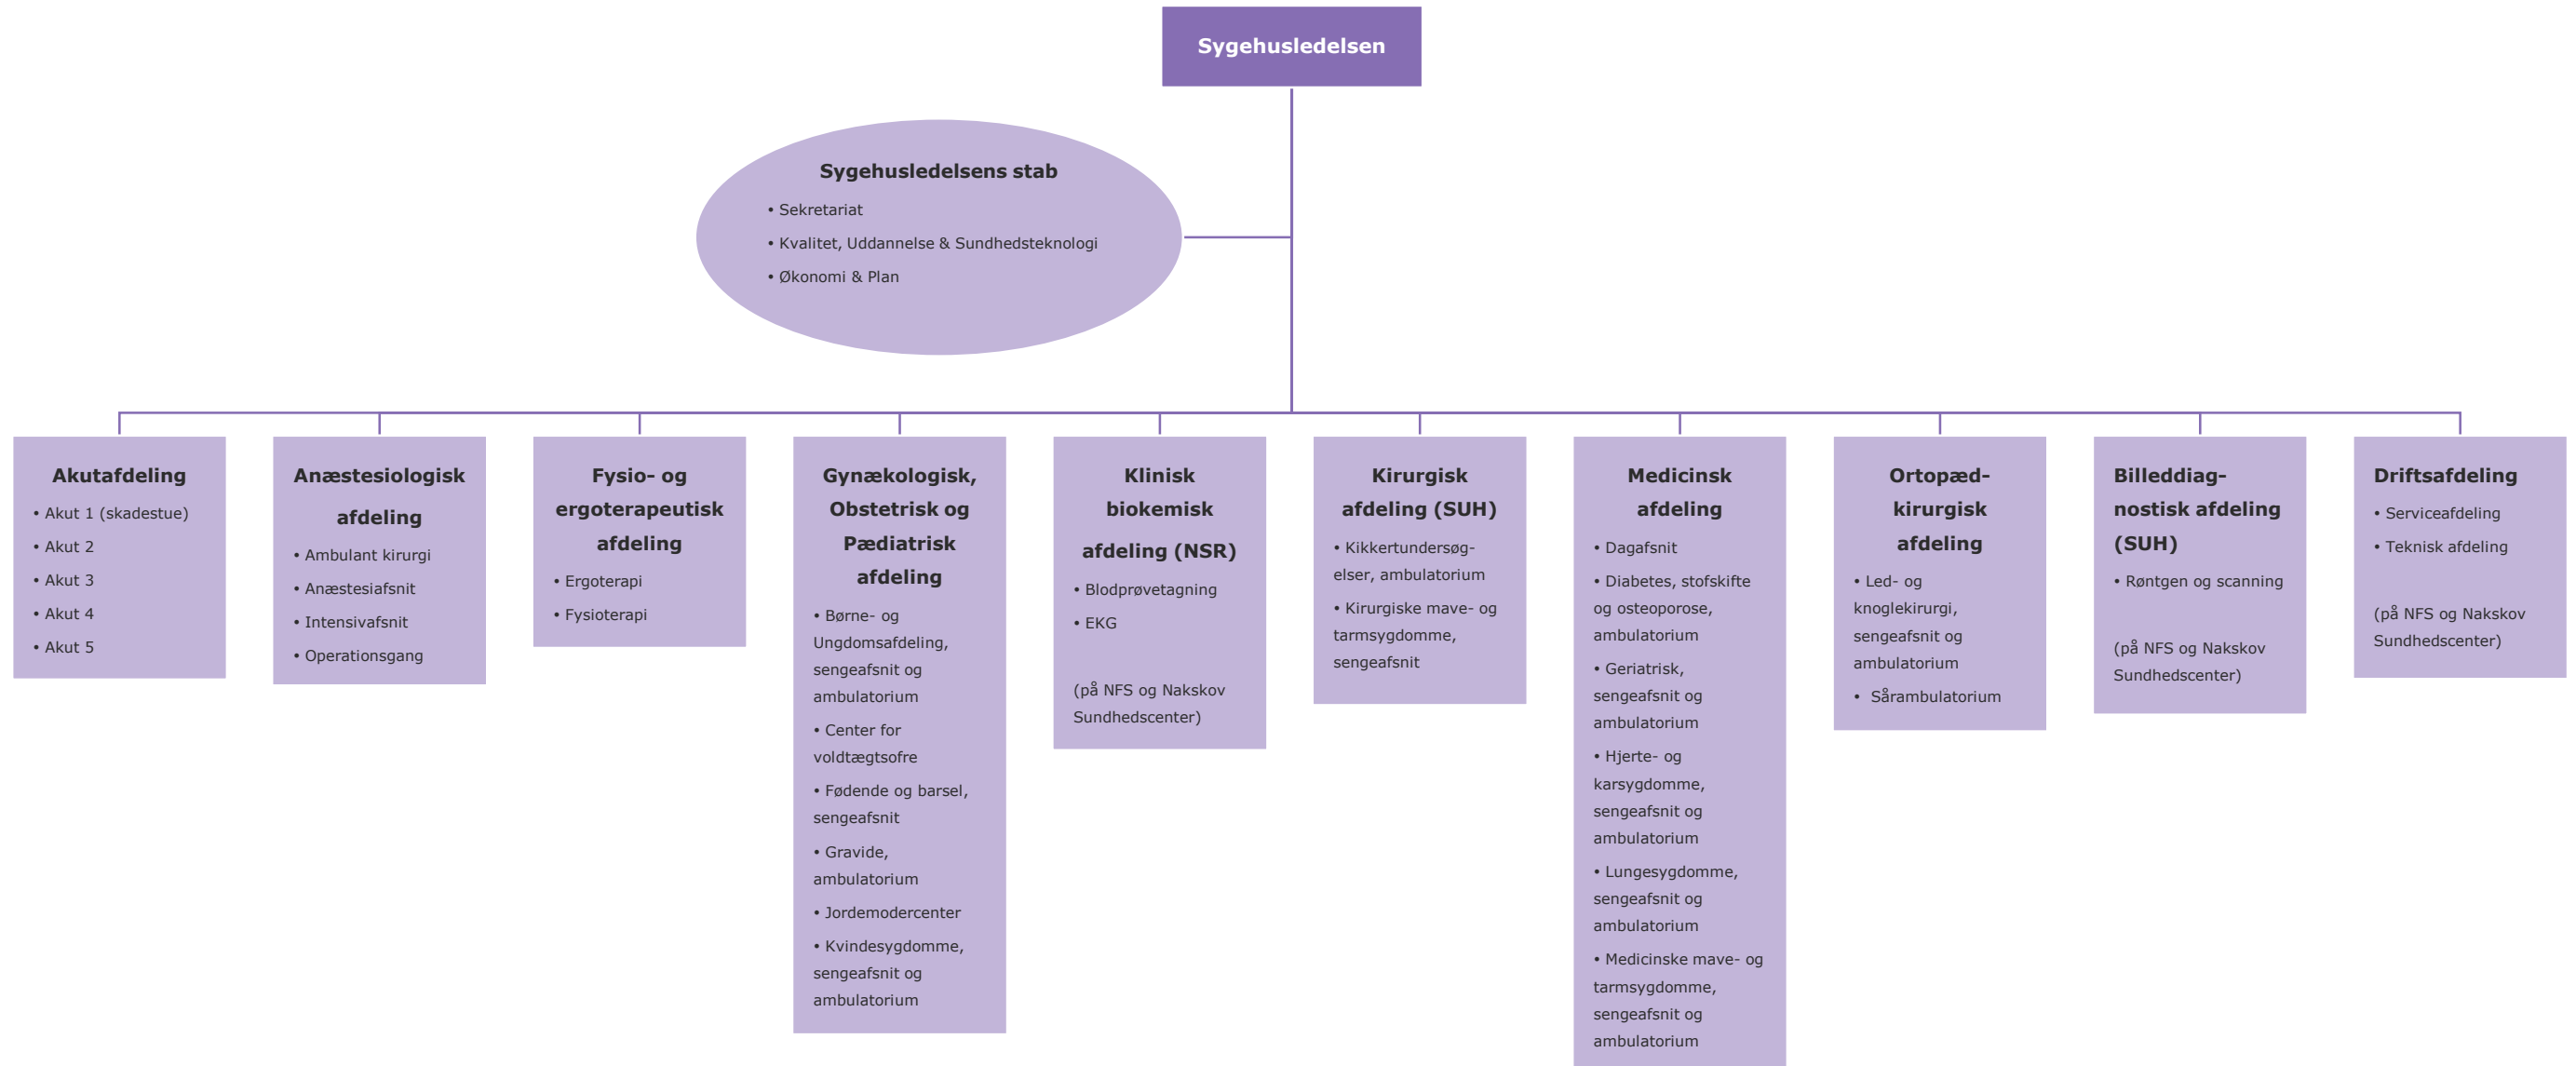 Sygehusledelsen
Sygehusledelsens stab
• Sekretariat
• Kvalitet, Uddannelse & Sundhedsteknologi
• Økonomi & Plan
Akutafdeling
• Akut 1 (skadestue)
• Akut 2
• Akut 3
• Akut 4
• Akut 5
Anæstesiologisk
afdeling
• Ambulant kirurgi
• Anæstesiafsnit
• Intensivafsnit
• Operationsgang
Fysio- og
ergoterapeutisk
afdeling
• Ergoterapi
• Fysioterapi
Gynækologisk,
Obstetrisk og
Pædiatrisk
afdeling
• Børne- og
Ungdomsafdeling,
sengeafsnit og
ambulatorium
• Center for
voldtægtsofre
• Fødende og barsel,
sengeafsnit
• Gravide,
ambulatorium
• Jordemodercenter
• Kvindesygdomme,
sengeafsnit og
ambulatorium
Klinisk
biokemisk
afdeling (NSR)
• Blodprøvetagning
• EKG
(på NFS og Nakskov
Sundhedscenter)
Kirurgisk
afdeling (SUH)
• Kikkertundersøg-
elser, ambulatorium
• Kirurgiske mave- og
tarmsygdomme,
sengeafsnit
Medicinsk
afdeling
• Dagafsnit
• Diabetes, stofskifte
og osteoporose,
ambulatorium
• Geriatrisk,
sengeafsnit og
ambulatorium
• Hjerte- og
karsygdomme,
sengeafsnit og
ambulatorium
• Lungesygdomme,
sengeafsnit og
ambulatorium
• Medicinske mave- og
tarmsygdomme,
sengeafsnit og
ambulatorium
Ortopæd-
kirurgisk
afdeling
• Led- og
knoglekirurgi,
sengeafsnit og
ambulatorium
• Sårambulatorium
Billeddiag-
nostisk afdeling
(SUH)
• Røntgen og scanning
(på NFS og Nakskov
Sundhedscenter)
Driftsafdeling
• Serviceafdeling
• Teknisk afdeling
(på NFS og Nakskov
Sundhedscenter)